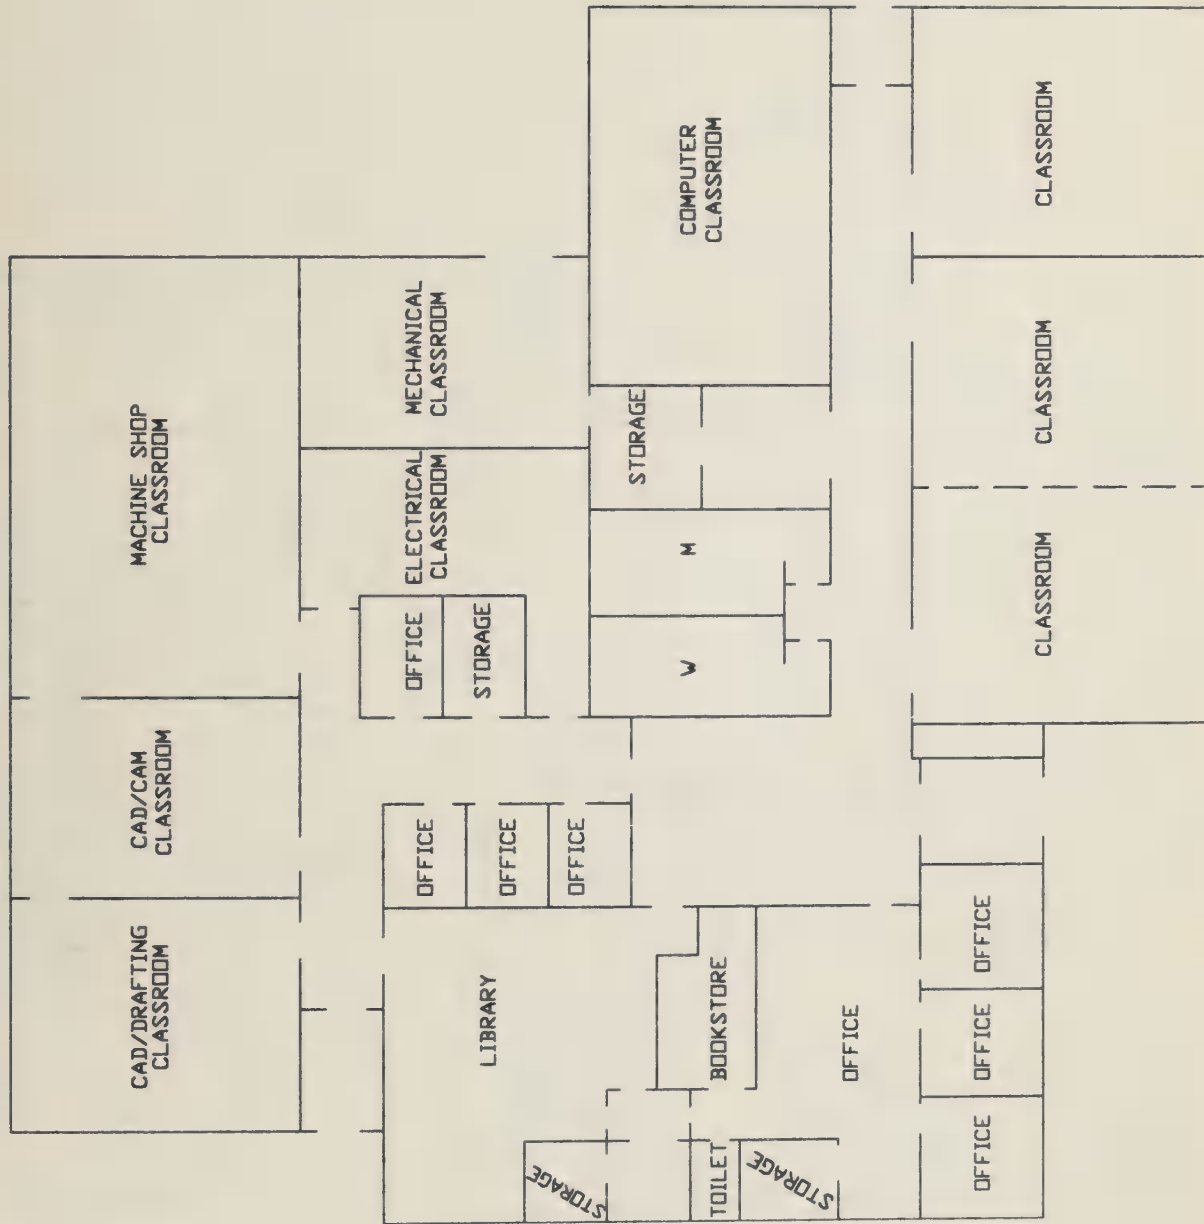 CAD/DRAFTING
CLASSROOM
CAD/CAM
CLASSROOM
MACHINE SHOP
CLASSROOM
OFFICE
OFFICE
ELECTRICAL
CLASSROOM
MECHANICAL
CLASSROOM
LIBRARY
OFFICE
STORAGE
STORAGE
OFFICE
STORAGE
W
M
COMPUTER
CLASSROOM
TOILET
BOOKSTORE
STORAGE
OFFICE
OFFICE
OFFICE
OFFICE
CLASSROOM
CLASSROOM
CLASSROOM